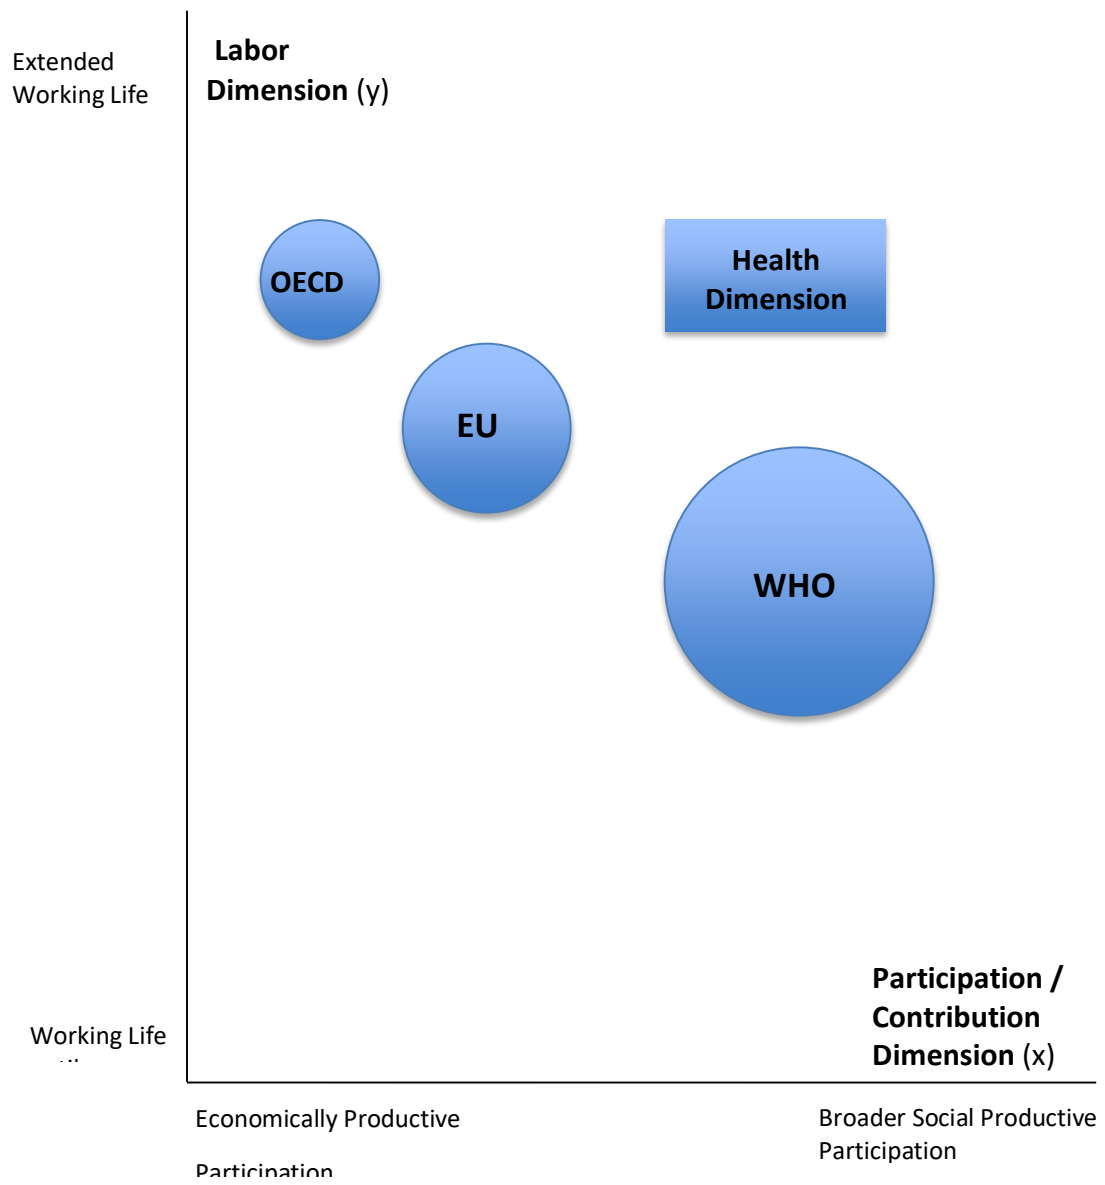 Extended
Working Life
Labor
Dimension (y)
OECD
Health
Dimension
EU
WHO
Participation /
Contribution
Dimension (x)
Working Life
Economically Productive
Participation
Broader Social Productive
Participation